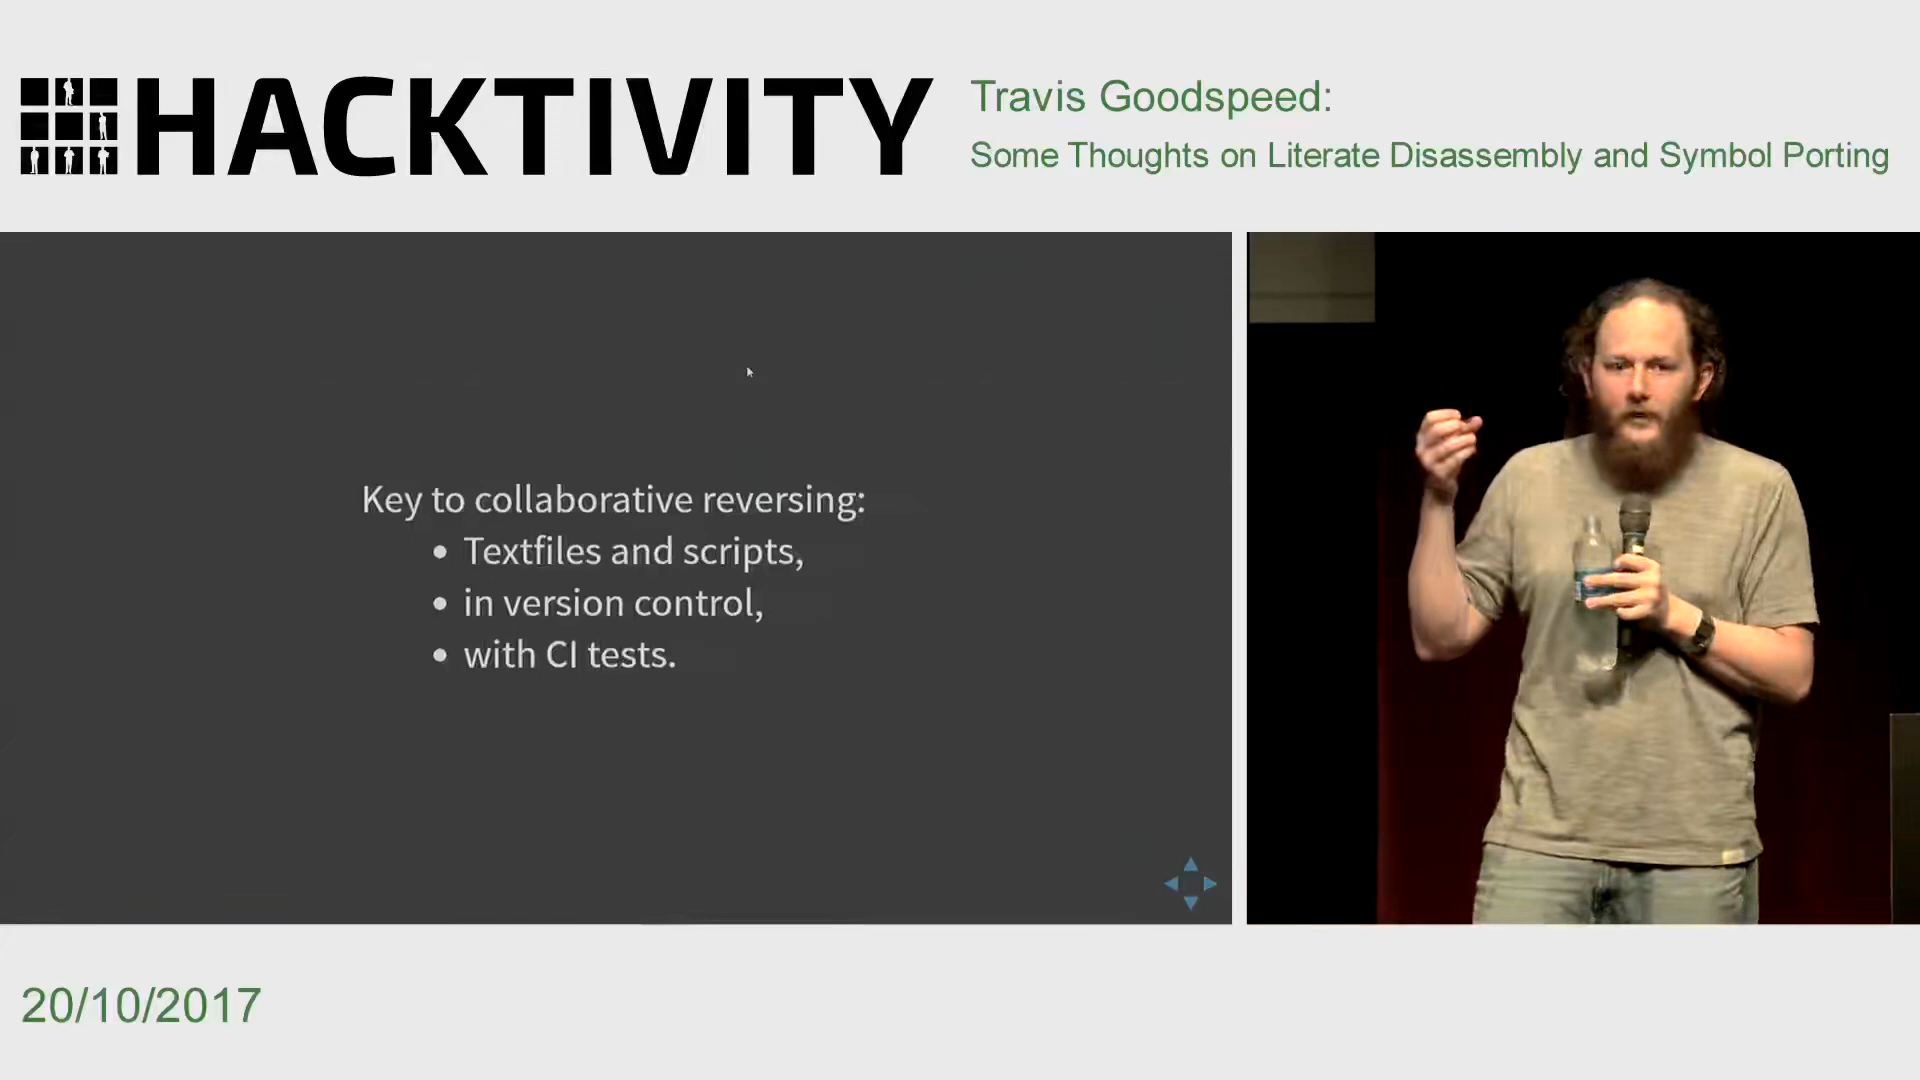 HACKTIVITY
Travis Goodspeed:
Some Thoughts on Literate Disassembly and Symbol Porting
Key to collaborative reversing:
• Textfiles and scripts,
• in version control,
• with CI tests.
20/10/2017